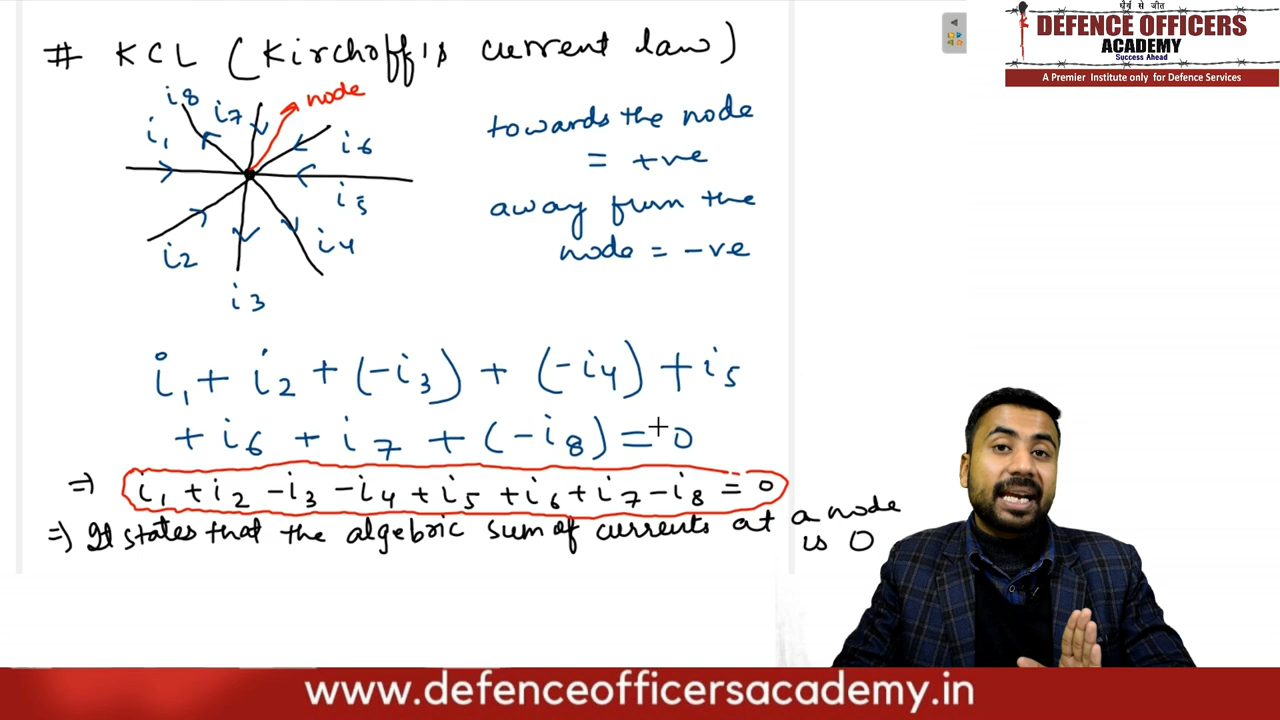 # KCL (Kirchoff's current law)
धैर्य से जीत
DEFENCE OFFICERS
ACADEMY
Success Ahead
A Premier Institute only for Defence Services
i8
i7
node
i1
i6
i5
i2
i4
i3
towards the node
= +ve
away from the
node = -ve
i1 + i2 + (-i3) + (-i4) + i5
+ i6 + i7 + (-i8) = 0
⇒ i1 + i2 - i3 - i4 + i5 + i6 + i7 - i8 = 0
⇒ It states that the algebric sum of currents at a node
is 0
www.defenceofficersacademy.in